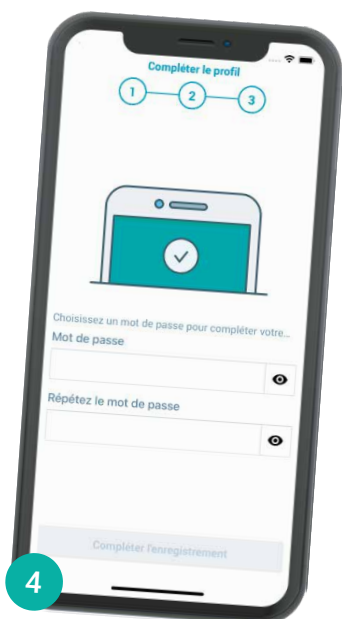 Compléter le profil
1 2 3
Choisissez un mot de passe pour compléter votre...
Mot de passe
Répétez le mot de passe
Compléter l'enregistrement
4